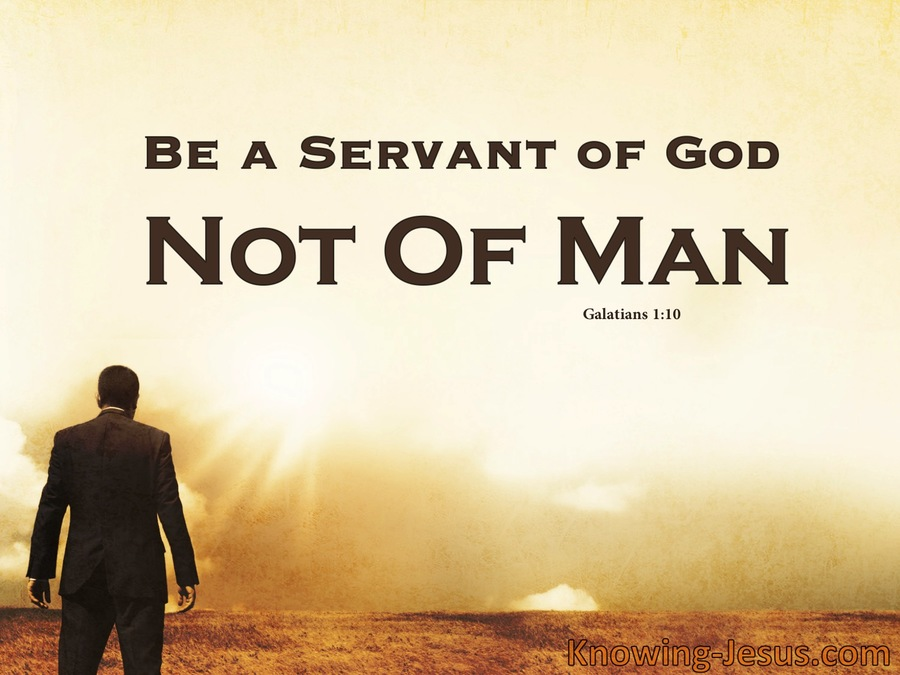 Be a Servant of God
Not Of Man
Galatians 1:10
Knowing-Jesus.com